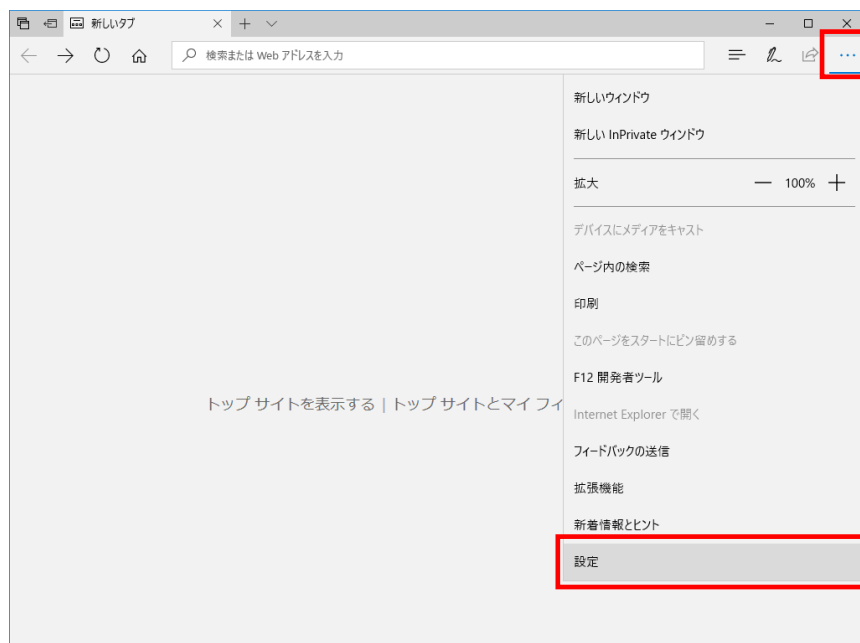 新しいタブ
検索または Web アドレスを入力
新しいウィンドウ
新しい InPrivate ウィンドウ
拡大 100%
デバイスにメディアをキャスト
ページ内の検索
印刷
このページをスタートにピン留めする
F12 開発者ツール
トップ サイトを表示する | トップ サイトとマイ フィ
Internet Explorer で開く
フィードバックの送信
拡張機能
新着情報とヒント
設定